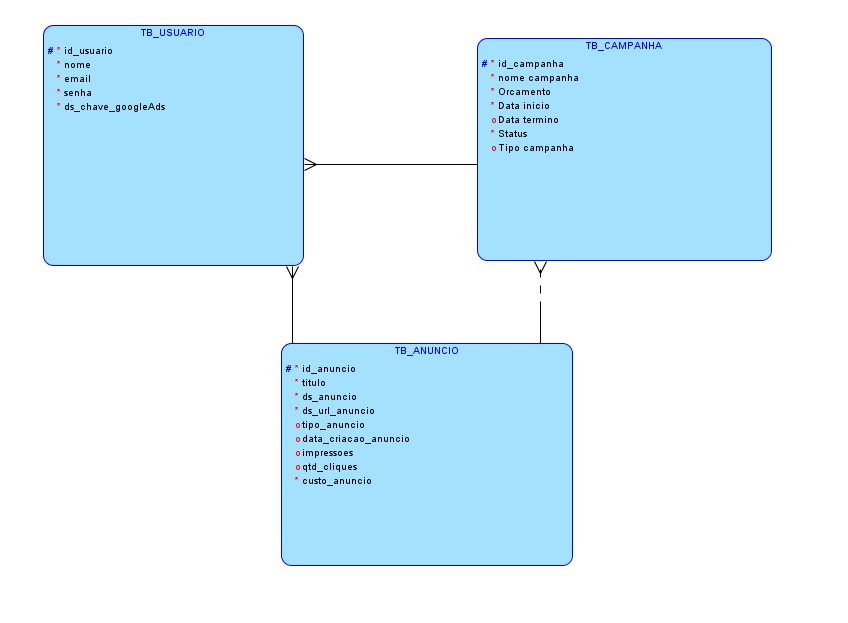 TB_USUARIO
# * id_usuario
* nome
* email
* senha
* ds_chave_googleAds
TB_CAMPANHA
# * id_campanha
* nome campanha
* Orcamento
* Data inicio
o Data termino
* Status
o Tipo campanha
TB_ANUNCIO
# * id_anuncio
* titulo
* ds_anuncio
* ds_url_anuncio
o tipo_anuncio
o data_criacao_anuncio
o impressoes
o qtd_cliques
* custo_anuncio